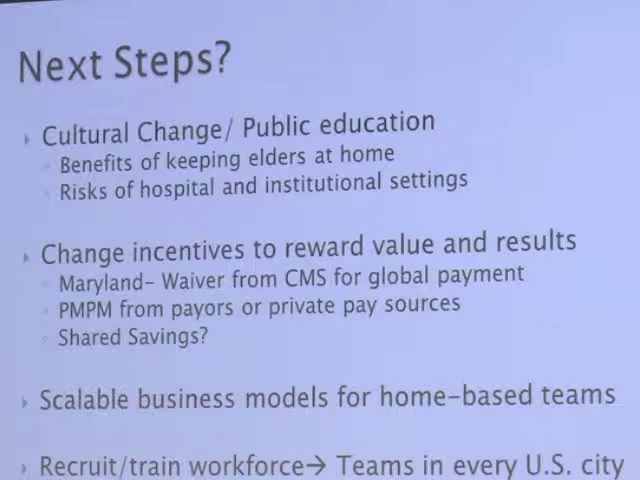 Next Steps?
Cultural Change/ Public education
Benefits of keeping elders at home
Risks of hospital and institutional settings
Change incentives to reward value and results
Maryland- Waiver from CMS for global payment
PMPM from payors or private pay sources
Shared Savings?
Scalable business models for home-based teams
Recruit/train workforce→ Teams in every U.S. city